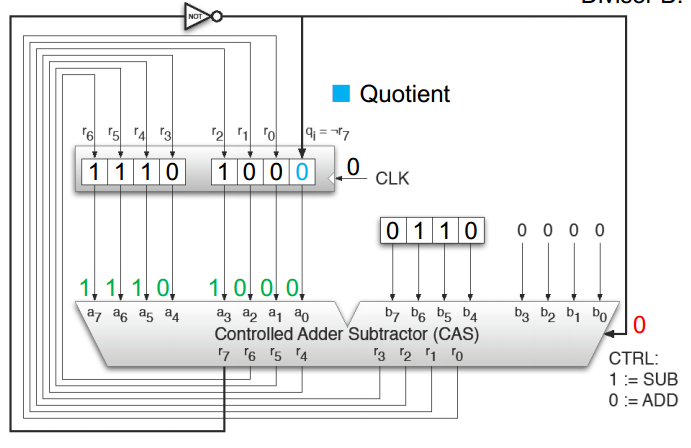 NOT
Quotient
r6 r5 r4 r3 r2 r1 r0 qi = ¬r7
1 1 1 0 1 0 0 0 0 CLK
0 1 1 0 0 0 0 0
1 1 1 0 1 0 0 0
a7 a6 a5 a4 a3 a2 a1 a0 b7 b6 b5 b4 b3 b2 b1 b0 0
Controlled Adder Subtractor (CAS)
r7 r6 r5 r4 r3 r2 r1 r0
CTRL:
1 := SUB
0 := ADD